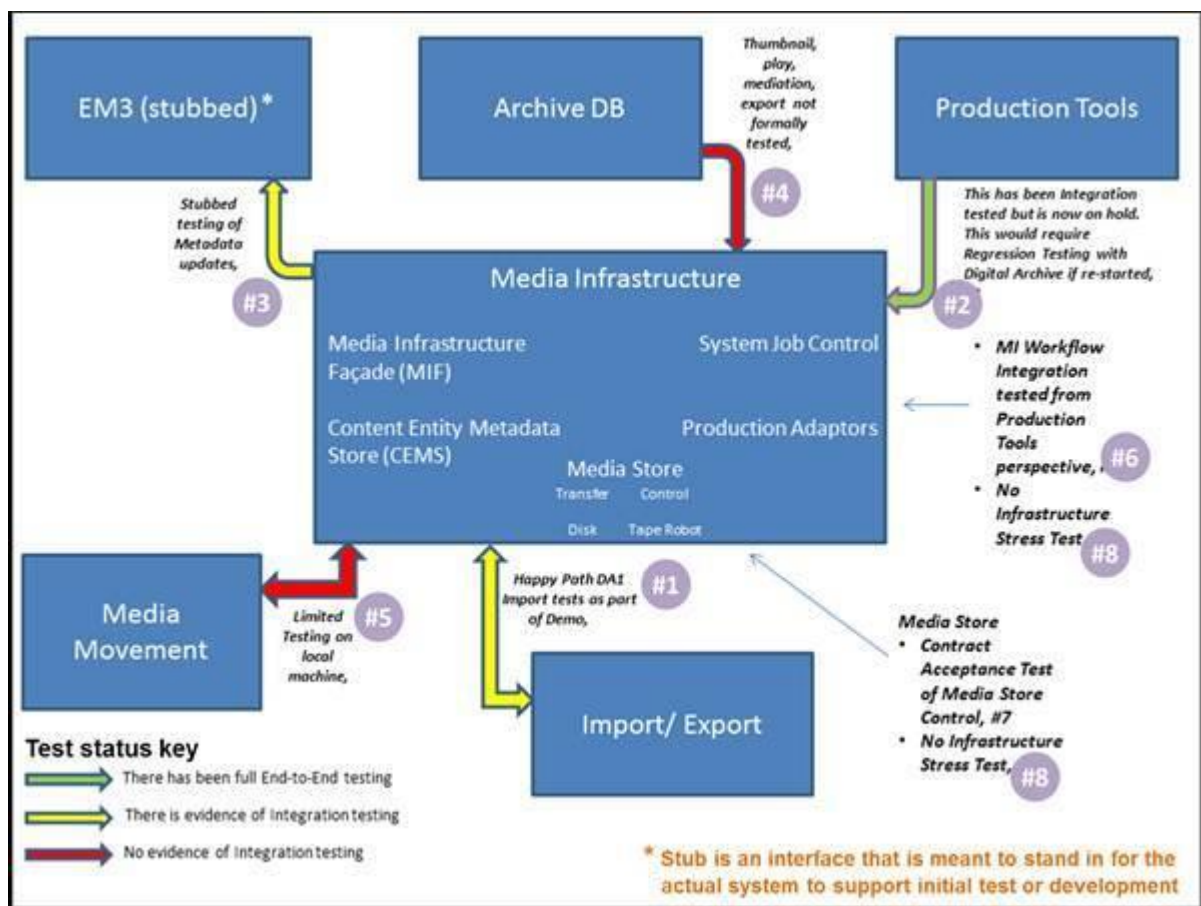 EM3 (stubbed) *
Archive DB
Thumbnail,
play,
mediation,
export not
formally
tested,
#4
Production Tools
Stubbed
testing of
Metadata
updates,
#3
This has been Integration
tested but is now on hold.
This would require
Regression Testing with
Digital Archive if re-started,
#2
Media Infrastructure
Media Infrastructure
Façade (MIF)
System Job Control
Content Entity Metadata
Store (CEMS)
Production Adaptors
Media Store
Transfer Control
Disk Tape Robot
• MI Workflow
Integration
tested from
Production
Tools
perspective,
#6
• No
Infrastructure
Stress Test
#8
Media
Movement
Limited
Testing on
local
machine,
#5
Happy Path DA1
Import tests as part
of Demo,
#1
Import/ Export
Media Store
• Contract
Acceptance Test
of Media Store
Control, #7
• No Infrastructure
Stress Test,
#8
Test status key
There has been full End-to-End testing
There is evidence of Integration testing
No evidence of Integration testing
* Stub is an interface that is meant to stand in for the
actual system to support initial test or development